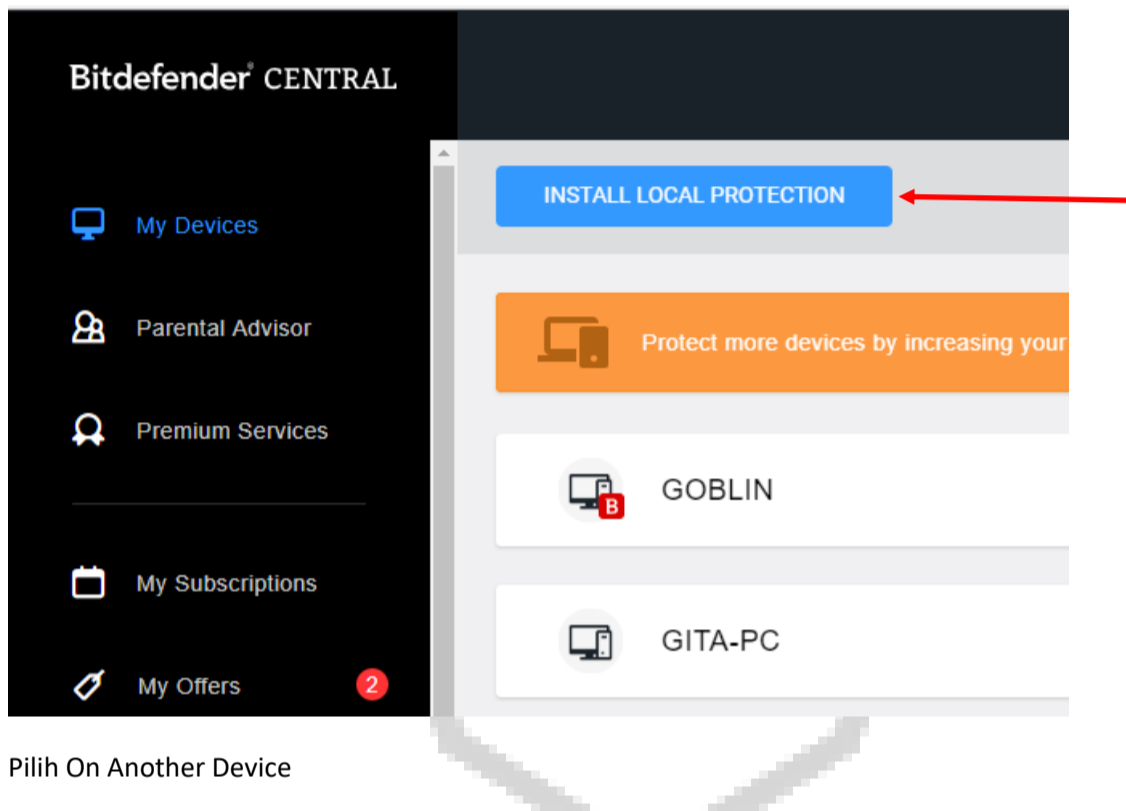 Bitdefender® CENTRAL
INSTALL LOCAL PROTECTION
My Devices
Parental Advisor
Protect more devices by increasing your
Premium Services
B
GOBLIN
My Subscriptions
GITA-PC
My Offers
2
Pilih On Another Device